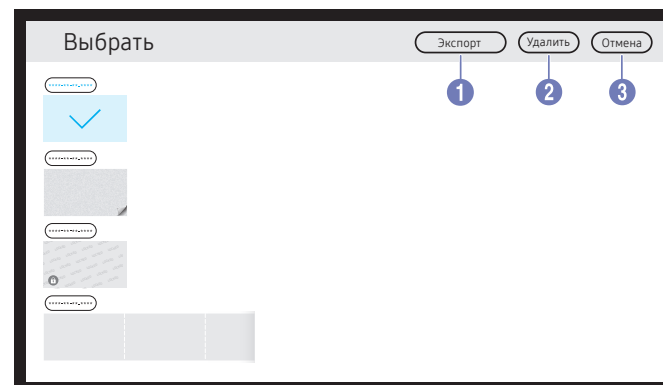 Выбрать
Экспорт
Удалить
Отмена
1
2
3